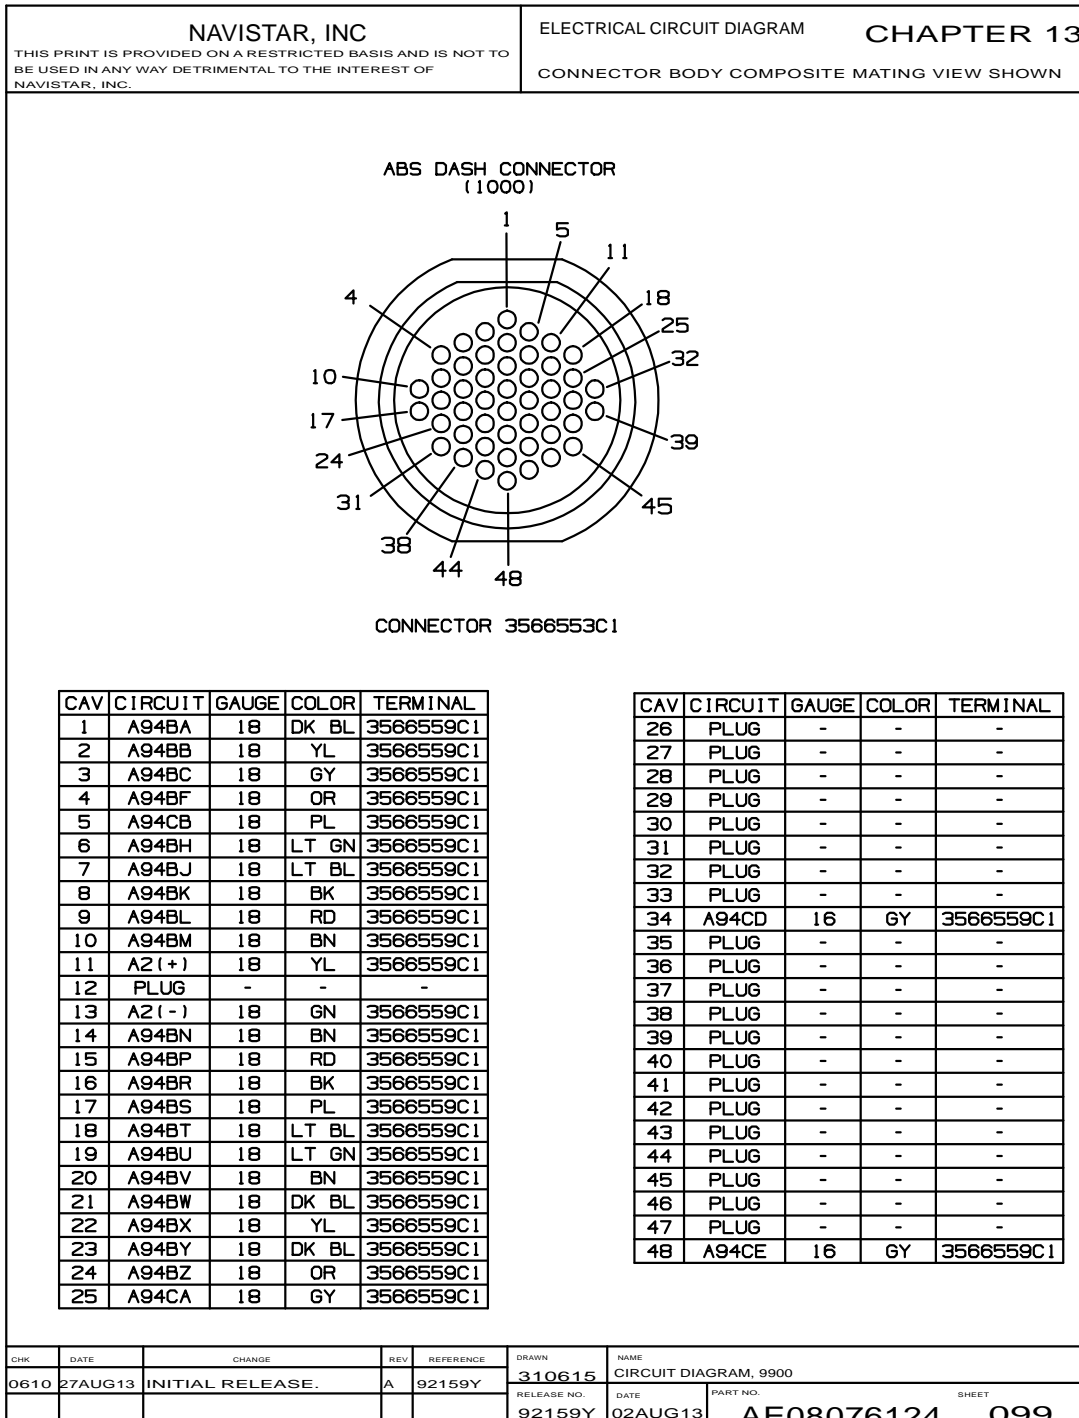 NAVISTAR, INC
THIS PRINT IS PROVIDED ON A RESTRICTED BASIS AND IS NOT TO
BE USED IN ANY WAY DETRIMENTAL TO THE INTEREST OF
NAVISTAR, INC.
ELECTRICAL CIRCUIT DIAGRAM CHAPTER 13
CONNECTOR BODY COMPOSITE MATING VIEW SHOWN
ABS DASH CONNECTOR
(1000)
1
5
11
4
18
25
32
10
17
39
24
31
45
38
44
48
CONNECTOR 3566553C1
CAV CIRCUIT GAUGE COLOR TERMINAL
1 A94BA 18 DK BL 3566559C1
2 A94BB 18 YL 3566559C1
3 A94BC 18 GY 3566559C1
4 A94BF 18 OR 3566559C1
5 A94CB 18 PL 3566559C1
6 A94BH 18 LT GN 3566559C1
7 A94BJ 18 LT BL 3566559C1
8 A94BK 18 BK 3566559C1
9 A94BL 18 RD 3566559C1
10 A94BM 18 BN 3566559C1
11 A2(+) 18 YL 3566559C1
12 PLUG - - -
13 A2(-) 18 GN 3566559C1
14 A94BN 18 BN 3566559C1
15 A94BP 18 RD 3566559C1
16 A94BR 18 BK 3566559C1
17 A94BS 18 PL 3566559C1
18 A94BT 18 LT BL 3566559C1
19 A94BU 18 LT GN 3566559C1
20 A94BV 18 BN 3566559C1
21 A94BW 18 DK BL 3566559C1
22 A94BX 18 YL 3566559C1
23 A94BY 18 DK BL 3566559C1
24 A94BZ 18 OR 3566559C1
25 A94CA 18 GY 3566559C1
CAV CIRCUIT GAUGE COLOR TERMINAL
26 PLUG - - -
27 PLUG - - -
28 PLUG - - -
29 PLUG - - -
30 PLUG - - -
31 PLUG - - -
32 PLUG - - -
33 PLUG - - -
34 A94CD 16 GY 3566559C1
35 PLUG - - -
36 PLUG - - -
37 PLUG - - -
38 PLUG - - -
39 PLUG - - -
40 PLUG - - -
41 PLUG - - -
42 PLUG - - -
43 PLUG - - -
44 PLUG - - -
45 PLUG - - -
46 PLUG - - -
47 PLUG - - -
48 A94CE 16 GY 3566559C1
CHK DATE CHANGE REV REFERENCE
0610 27AUG13 INITIAL RELEASE. A 92159Y
DRAWN NAME
310615 CIRCUIT DIAGRAM, 9900
RELEASE NO. DATE PART NO. SHEET
92159Y 02AUG13 AE08076124 099